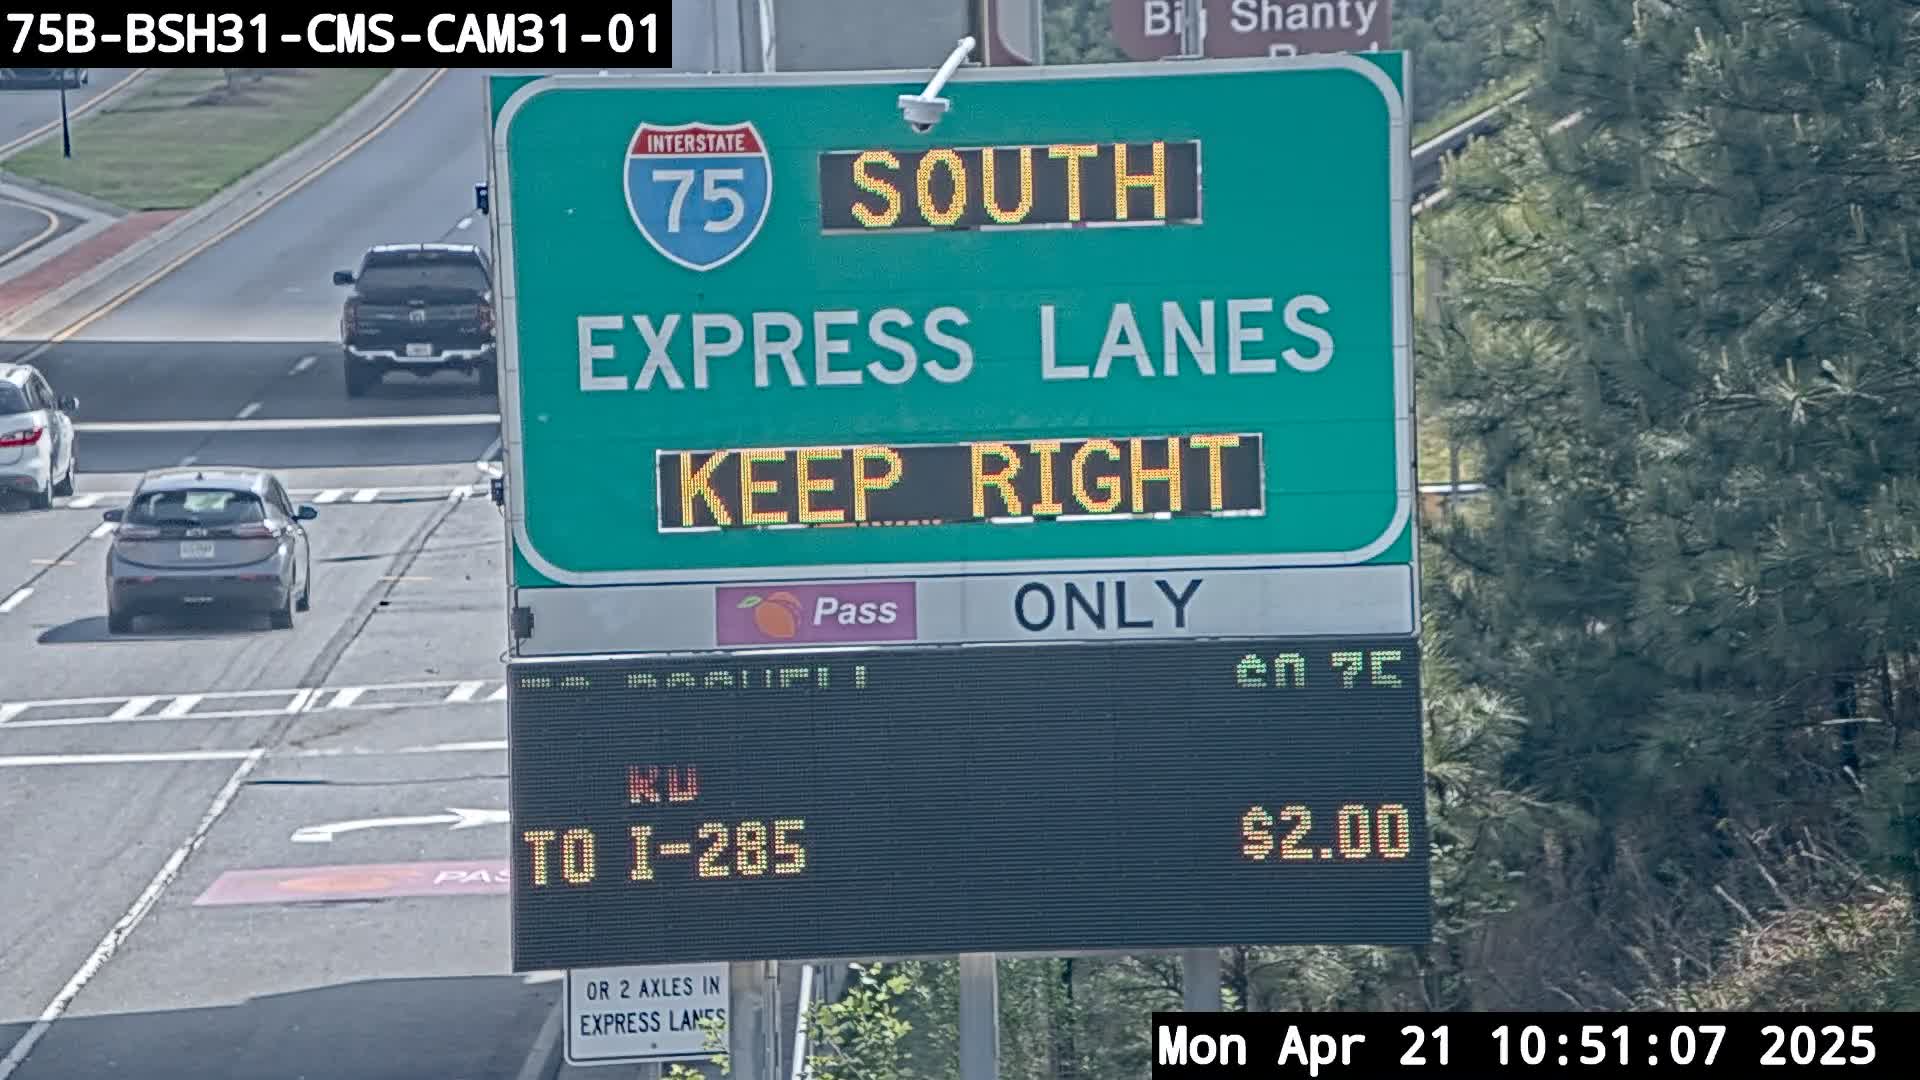 75B-BSH31-CMS-CAM31-01
Big Shanty
INTERSTATE
75
SOUTH
EXPRESS LANES
KEEP RIGHT
Pass ONLY
TO I-285 $2.00
OR 2 AXLES IN
EXPRESS LANES
Mon Apr 21 10:51:07 2025